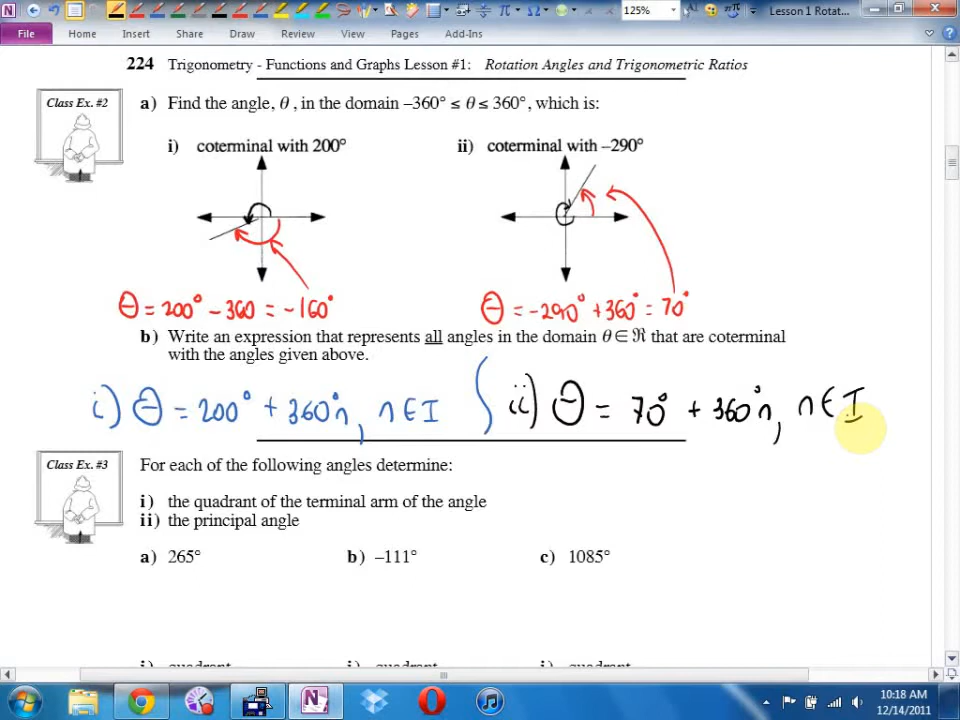 125%
Lesson 1 Rotat...
File Home Insert Share Draw Review View Pages Add-Ins
224 Trigonometry - Functions and Graphs Lesson #1: Rotation Angles and Trigonometric Ratios
Class Ex. #2
a) Find the angle, θ, in the domain –360° ≤ θ ≤ 360°, which is:
i) coterminal with 200°
ii) coterminal with –290°
θ = 200° - 360 = -160°
θ = -290° + 360° = 70°
b) Write an expression that represents all angles in the domain θ ∈ ℜ that are coterminal
with the angles given above.
i) θ = 200° + 360°n, n ∈ I
ii) θ = 70° + 360°n, n ∈ I
Class Ex. #3
For each of the following angles determine:
i) the quadrant of the terminal arm of the angle
ii) the principal angle
a) 265° b) –111° c) 1085°
i) quadrant i) quadrant i) quadrant
10:18 AM
12/14/2011